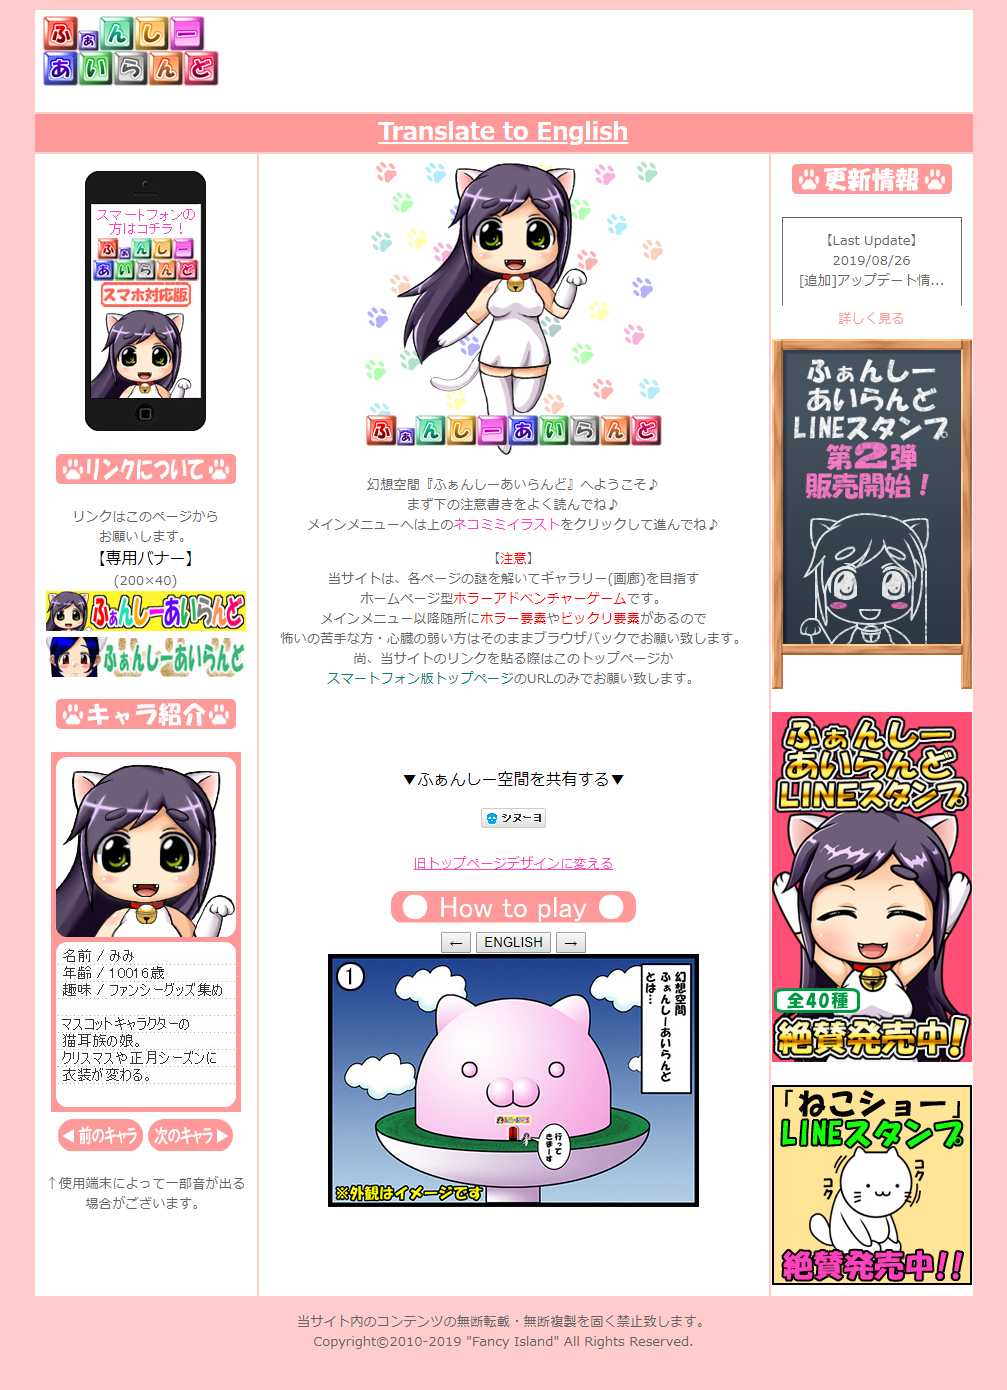 ふぁんしー
あいらんど
Translate to English
スマートフォンの
方はコチラ！
ふぁんしー
あいらんど
スマホ対応版
リンクについて
リンクはこのページから
お願いします。
【専用バナー】
(200×40)
ふぁんしーあいらんど
ふぁんしーあいらんど
キャラ紹介
名前 / みみ
年齢 / 10016歳
趣味 / ファンシーグッズ集め
マスコットキャラクターの
猫耳族の娘。
クリスマスや正月シーズンに
衣装が変わる。
◀ 前のキャラ
次のキャラ ▶
↑使用端末によって一部音が出る
場合がございます。
ふぁんしーあいらんど
幻想空間『ふぁんしーあいらんど』へようこそ♪
まず下の注意書きをよく読んでね♪
メインメニューへは上のネコミミイラストをクリックして進んでね♪
【注意】
当サイトは、各ページの謎を解いてギャラリー(画廊)を目指す
ホームページ型ホラーアドベンチャーゲームです。
メインメニュー以降随所にホラー要素やビックリ要素があるので
怖いの苦手な方・心臓の弱い方はそのままブラウザバックでお願い致します。
尚、当サイトのリンクを貼る際はこのトップページか
スマートフォン版トップページのURLのみでお願い致します。
▼ふぁんしー空間を共有する▼
シヌーヨ
旧トップページデザインに変える
How to play
←
ENGLISH
→
1
幻想空間
ふぁんしーあいらんど
とは…
行って
きまーす
※外観はイメージです
更新情報
【Last Update】
2019/08/26
[追加]アップデート情...
詳しく見る
ふぁんしー
あいらんど
LINEスタンプ
第2弾
販売開始！
ふぁんしー
あいらんど
LINEスタンプ
全40種
絶賛発売中!
「ねこショー」
LINEスタンプ
コク
コク
絶賛発売中!!
当サイト内のコンテンツの無断転載・無断複製を固く禁止致します。
Copyright©2010-2019 "Fancy Island" All Rights Reserved.